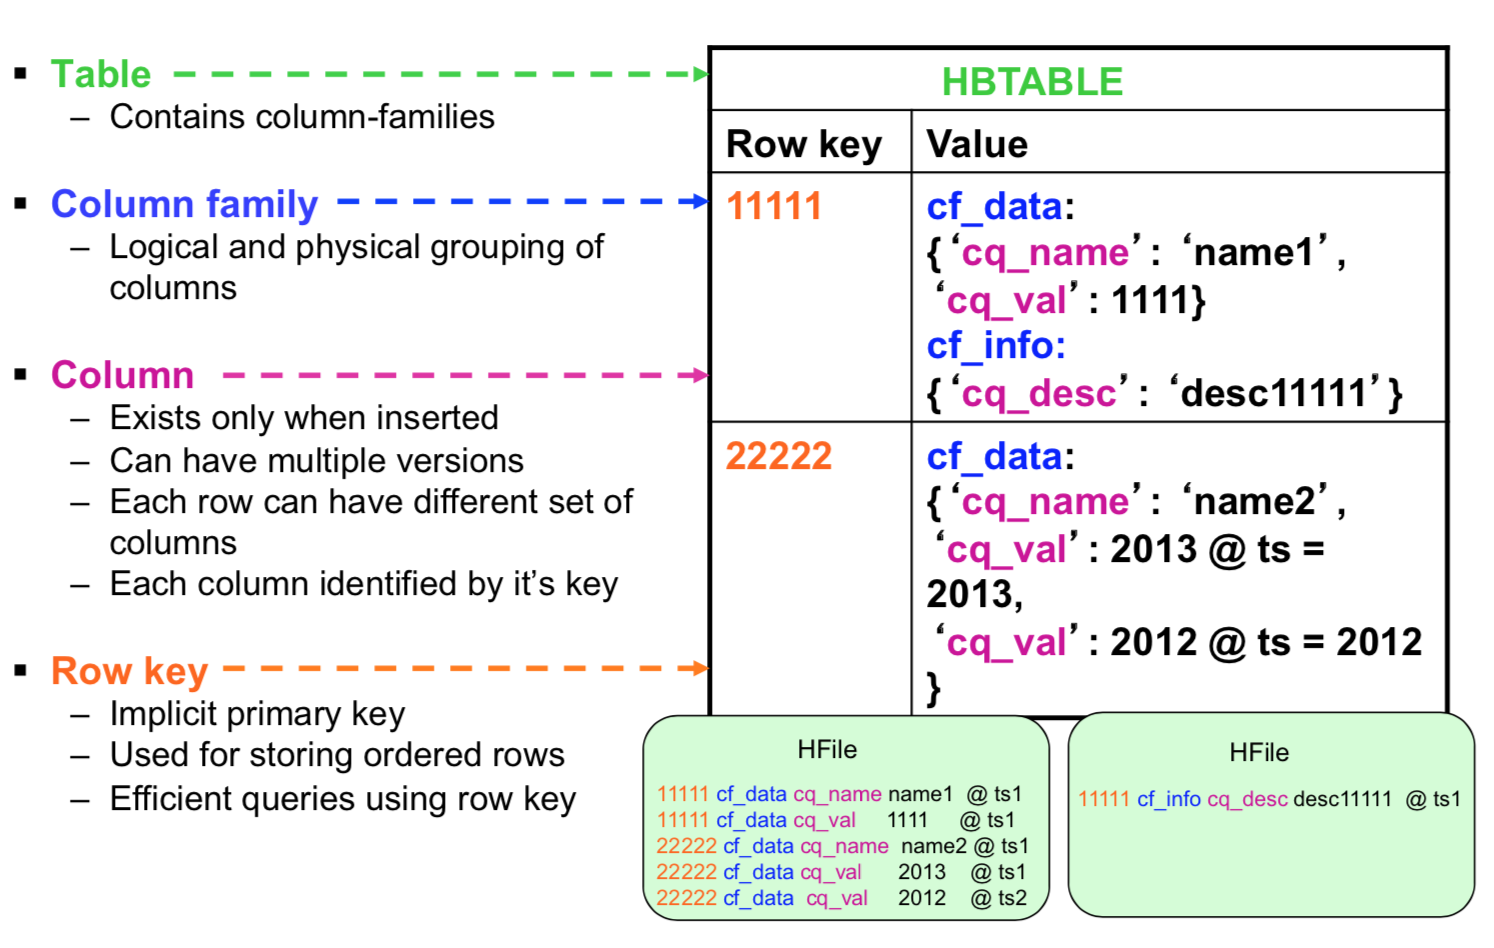 ▪ Table
– Contains column-families
▪ Column family
– Logical and physical grouping of
columns
▪ Column
– Exists only when inserted
– Can have multiple versions
– Each row can have different set of
columns
– Each column identified by it’s key
▪ Row key
– Implicit primary key
– Used for storing ordered rows
– Efficient queries using row key
HBTABLE
Row key Value
11111 cf_data:
{‘cq_name’: ‘name1’,
‘cq_val’: 1111}
cf_info:
{‘cq_desc’: ‘desc11111’}
22222 cf_data:
{‘cq_name’: ‘name2’,
‘cq_val’: 2013 @ ts =
2013,
‘cq_val’: 2012 @ ts = 2012
}
HFile
11111 cf_data cq_name name1 @ ts1
11111 cf_data cq_val 1111 @ ts1
22222 cf_data cq_name name2 @ ts1
22222 cf_data cq_val 2013 @ ts1
22222 cf_data cq_val 2012 @ ts2
HFile
11111 cf_info cq_desc desc11111 @ ts1